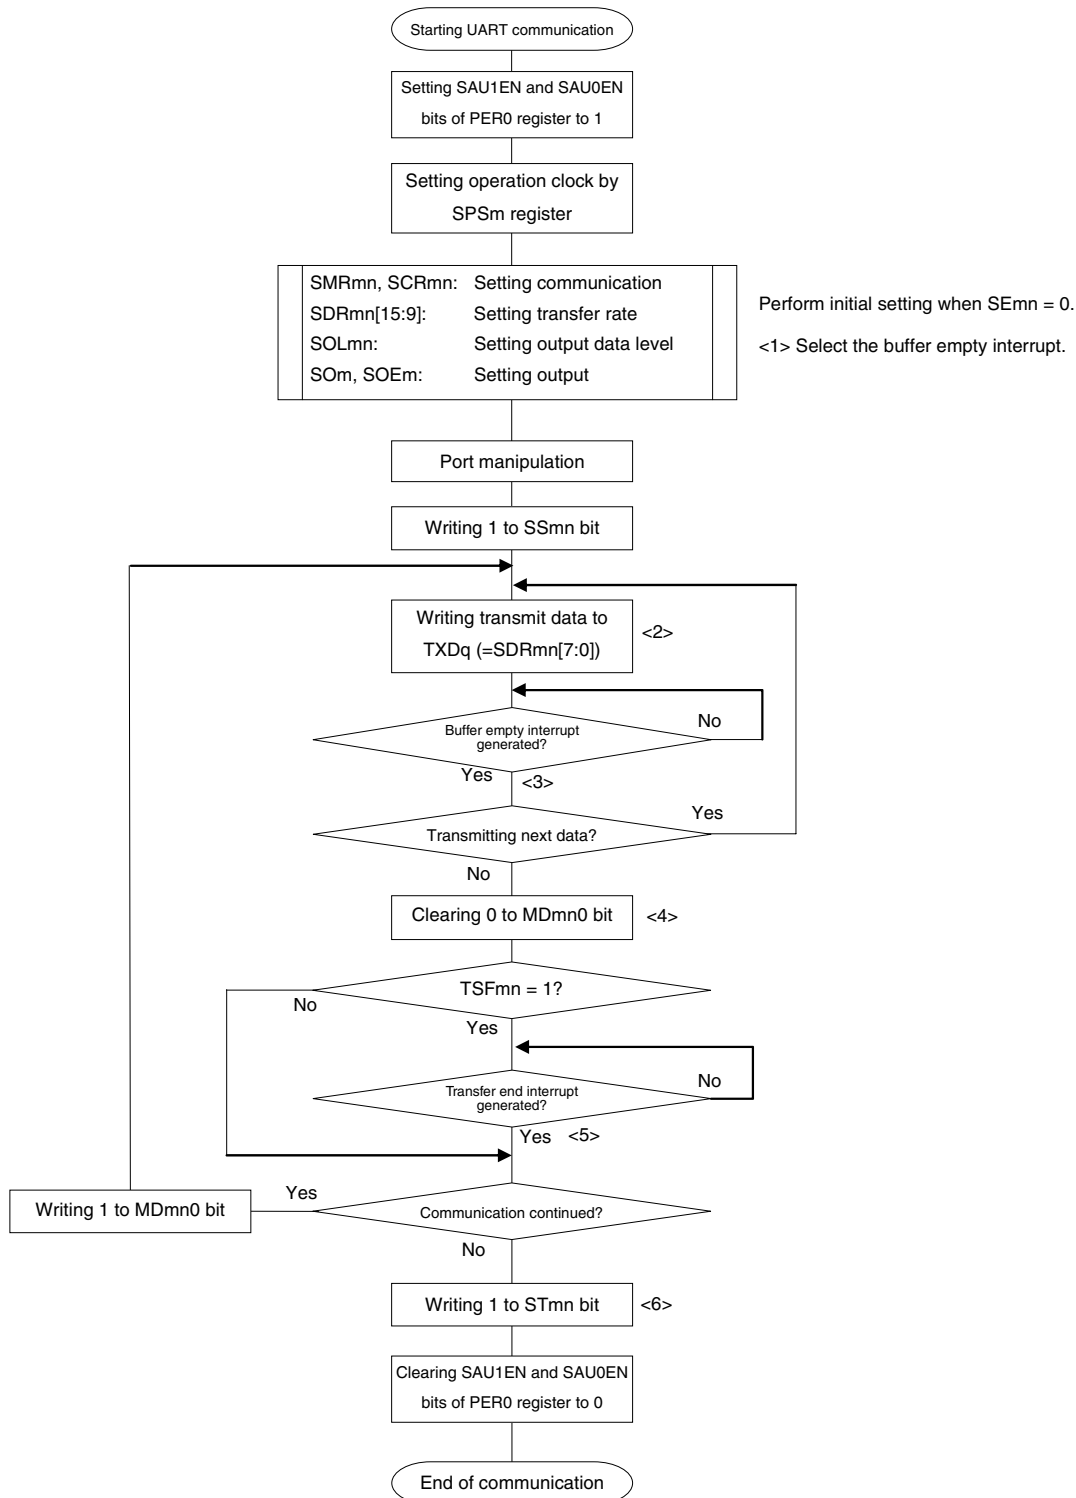 Starting UART communication
Setting SAU1EN and SAU0EN
bits of PER0 register to 1
Setting operation clock by
SPSm register
SMRmn, SCRmn: Setting communication
SDRmn[15:9]: Setting transfer rate
SOLmn: Setting output data level
SOm, SOEm: Setting output
Perform initial setting when SEmn = 0.
<1> Select the buffer empty interrupt.
Port manipulation
Writing 1 to SSmn bit
Writing transmit data to
TXDq (=SDRmn[7:0])
<2>
Buffer empty interrupt
generated?
No
Yes
<3>
Transmitting next data?
Yes
No
Clearing 0 to MDmn0 bit
<4>
TSFmn = 1?
No
Yes
Transfer end interrupt
generated?
No
Yes
<5>
Communication continued?
Yes
Writing 1 to MDmn0 bit
No
Writing 1 to STmn bit
<6>
Clearing SAU1EN and SAU0EN
bits of PER0 register to 0
End of communication